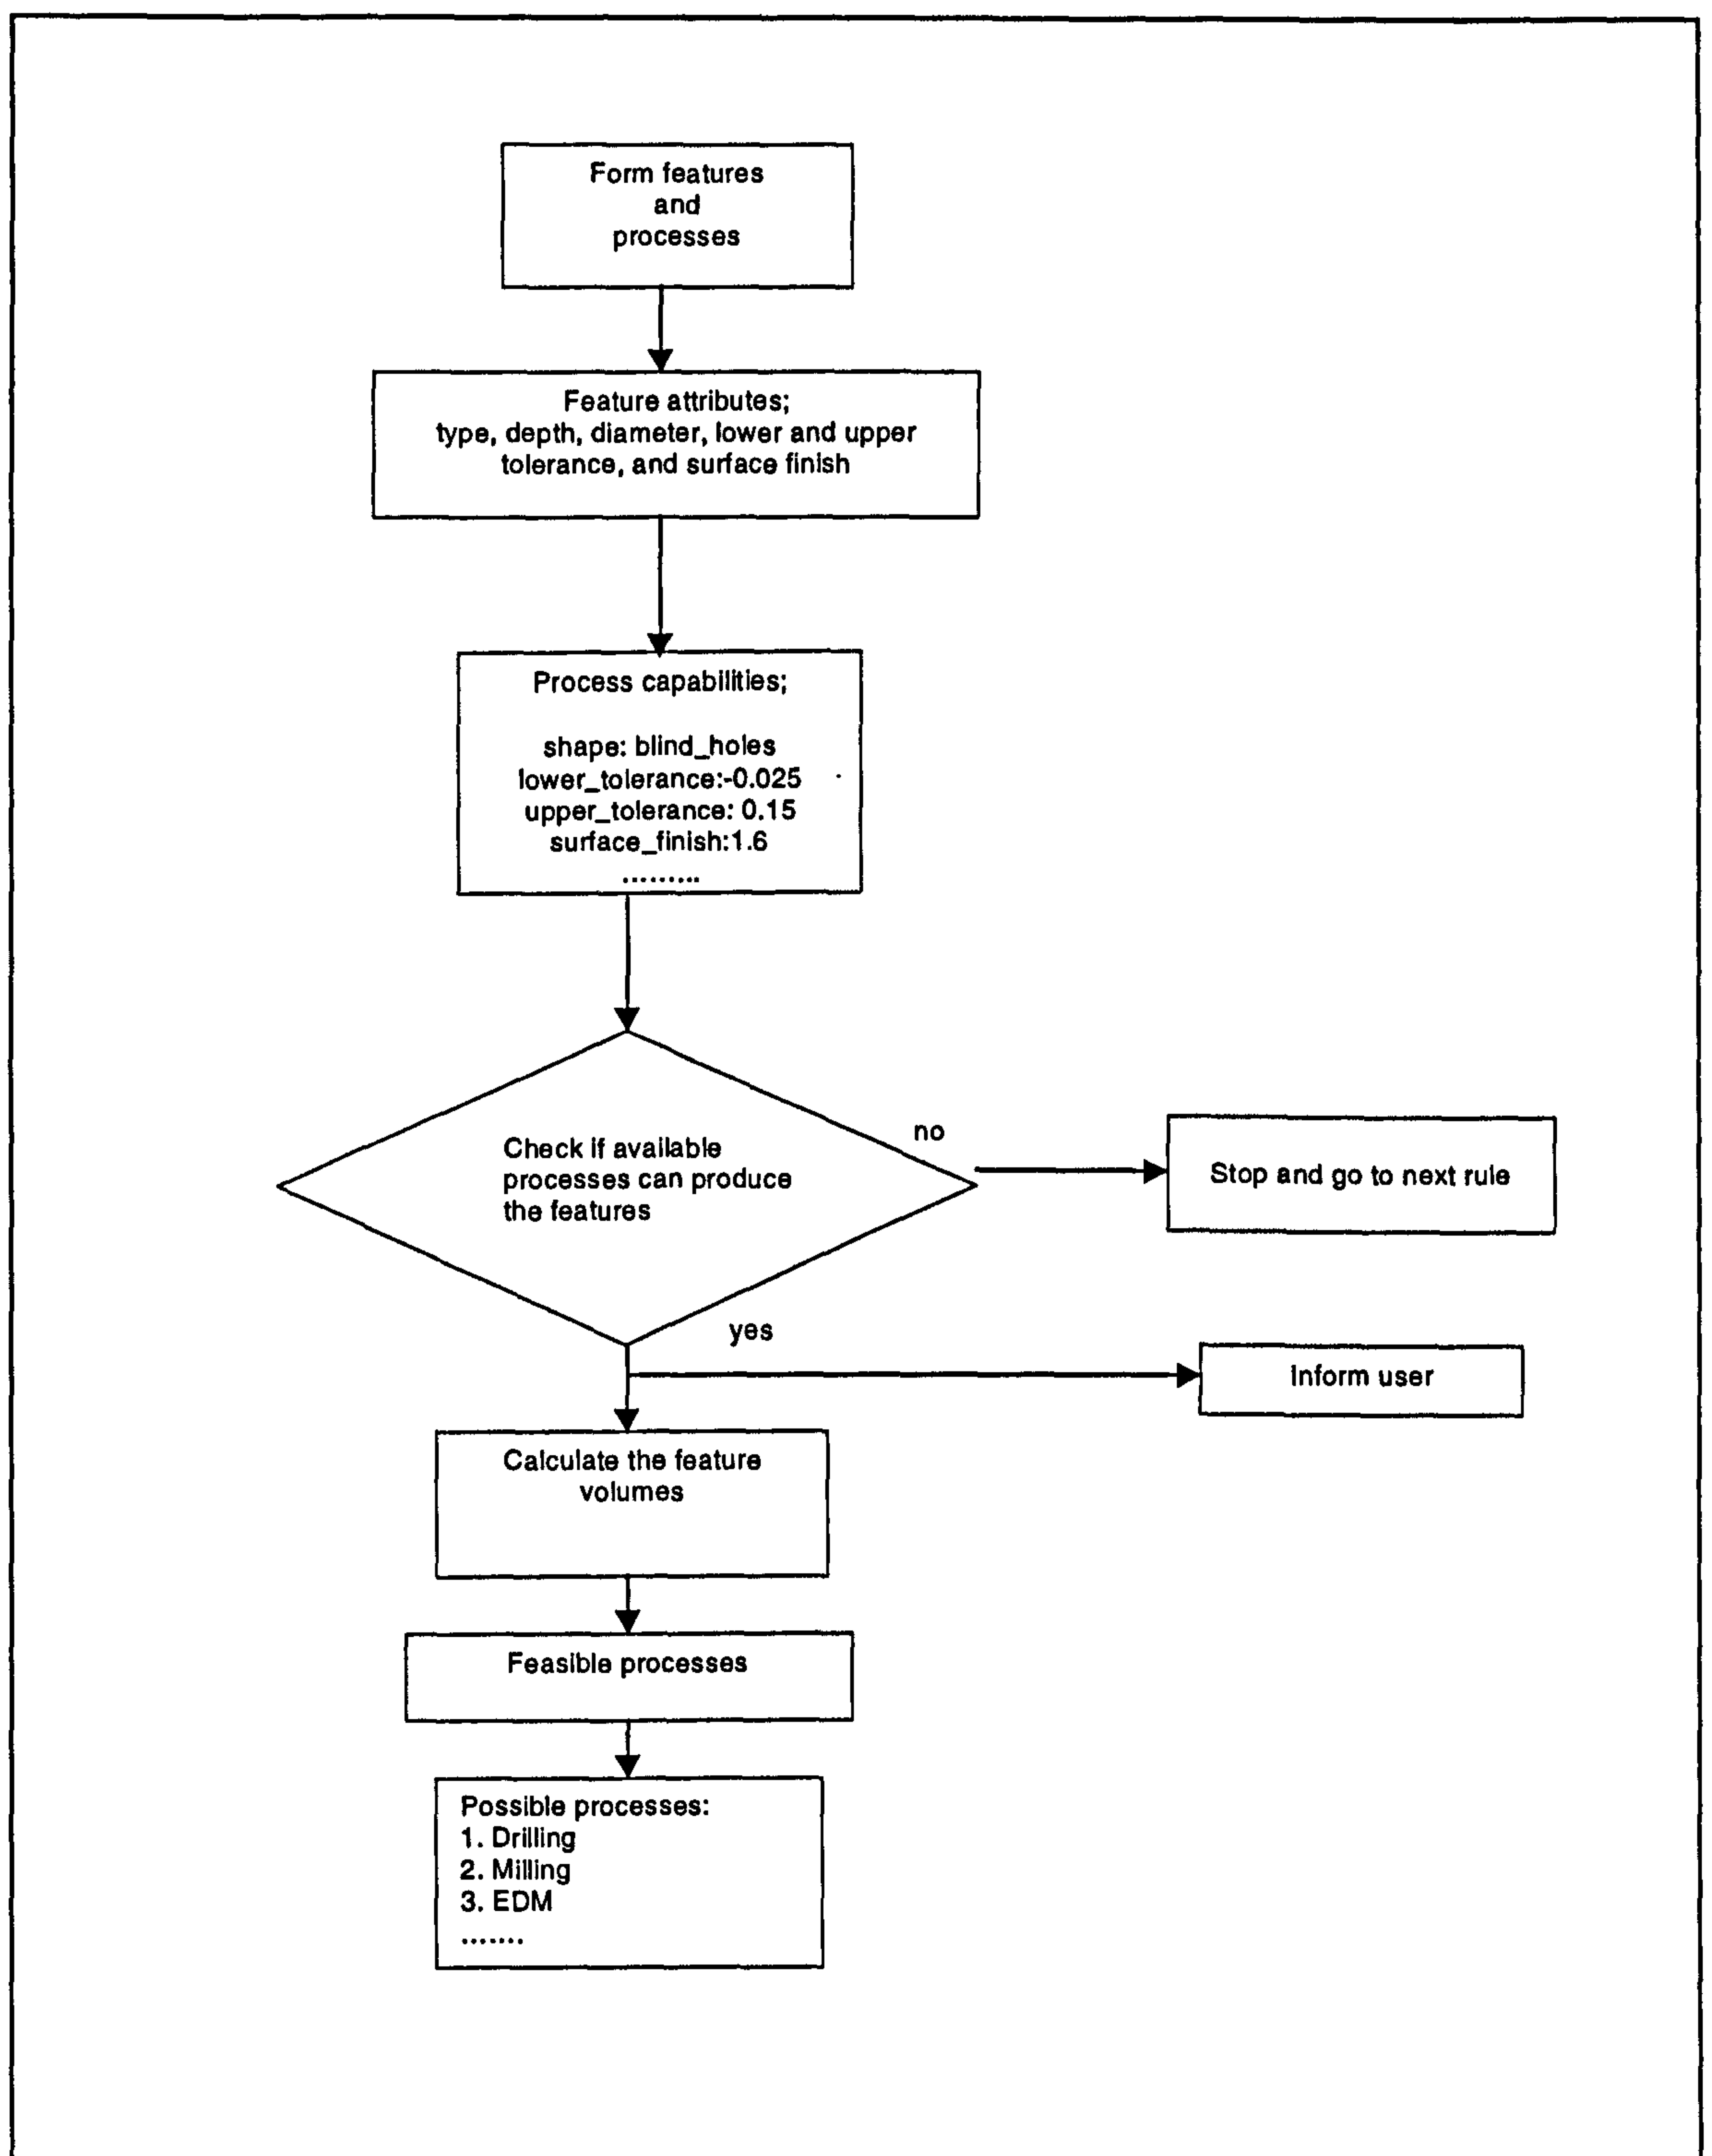 Form features
and
processes
Feature attributes;
type, depth, diameter, lower and upper
tolerance, and surface finish
Process capabilities;
shape: blind_holes
lower_tolerance:-0.025
upper_tolerance: 0.15
surface_finish:1.6
.........
Check if available
processes can produce
the features
no
Stop and go to next rule
yes
Inform user
Calculate the feature
volumes
Feasible processes
Possible processes:
1. Drilling
2. Milling
3. EDM
.......